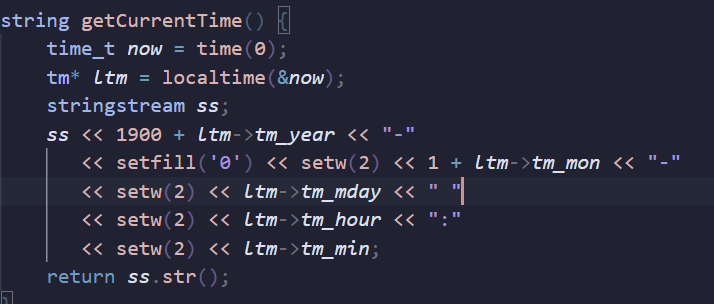 string getCurrentTime() {
    time_t now = time(0);
    tm* ltm = localtime(&now);
    stringstream ss;
    ss << 1900 + ltm->tm_year << "-"
       << setfill('0') << setw(2) << 1 + ltm->tm_mon << "-"
       << setw(2) << ltm->tm_mday << " "
       << setw(2) << ltm->tm_hour << ":"
       << setw(2) << ltm->tm_min;
    return ss.str();
}